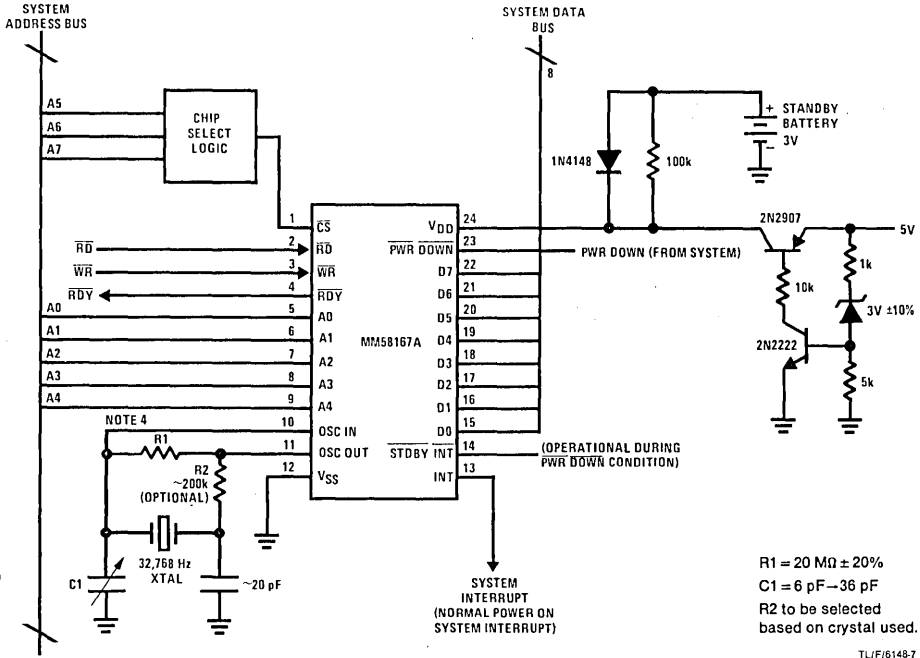 SYSTEM
ADDRESS BUS
SYSTEM DATA
BUS
8
A5
A6
A7
CHIP
SELECT
LOGIC
+ STANDBY
BATTERY
− 3V
1N4148
100k
1 CS
RD 2 RD
WR 3 WR
RDY 4 RDY
A0 5 A0
A1 6 A1
A2 7 A2
A3 8 A3
A4 9 A4
NOTE 4 10 OSC IN
11 OSC OUT
12 VSS
MM58167A
VDD 24
PWR DOWN 23 PWR DOWN (FROM SYSTEM)
D7 22
D6 21
D5 20
D4 19
D3 18
D2 17
D1 16
D0 15
STDBY INT 14 (OPERATIONAL DURING
PWR DOWN CONDITION)
INT 13
2N2907
5V
1k
10k
3V ±10%
2N2222
5k
R1
R2
~200k
(OPTIONAL)
32,768 Hz
XTAL
C1
~20 pF
SYSTEM
INTERRUPT
(NORMAL POWER ON
SYSTEM INTERRUPT)
R1 = 20 MΩ ± 20%
C1 = 6 pF→36 pF
R2 to be selected
based on crystal used.
TL/F/6148-7